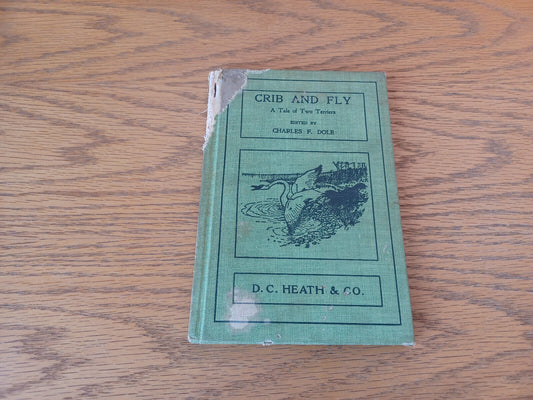 CRIB AND FLY
A Tale of Two Terriers
EDITED BY
CHARLES F. DOLE
D. C. HEATH & CO.